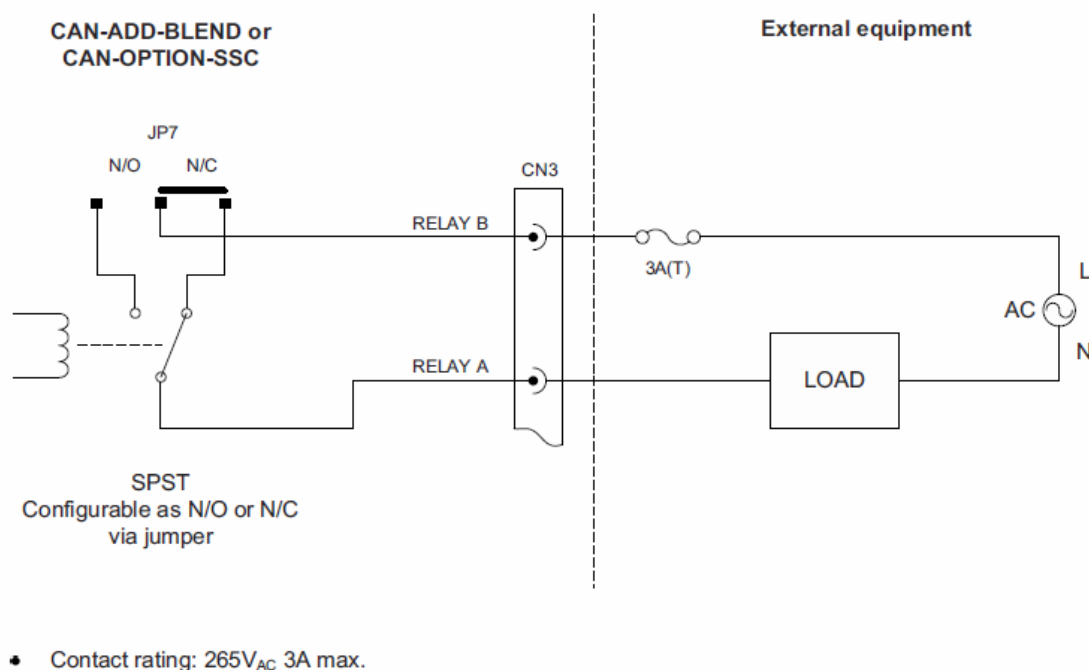 CAN-ADD-BLEND or
CAN-OPTION-SSC
External equipment
JP7
N/O N/C
CN3
RELAY B
3A(T)
L
AC
N
RELAY A
LOAD
SPST
Configurable as N/O or N/C
via jumper
• Contact rating: 265VAC 3A max.